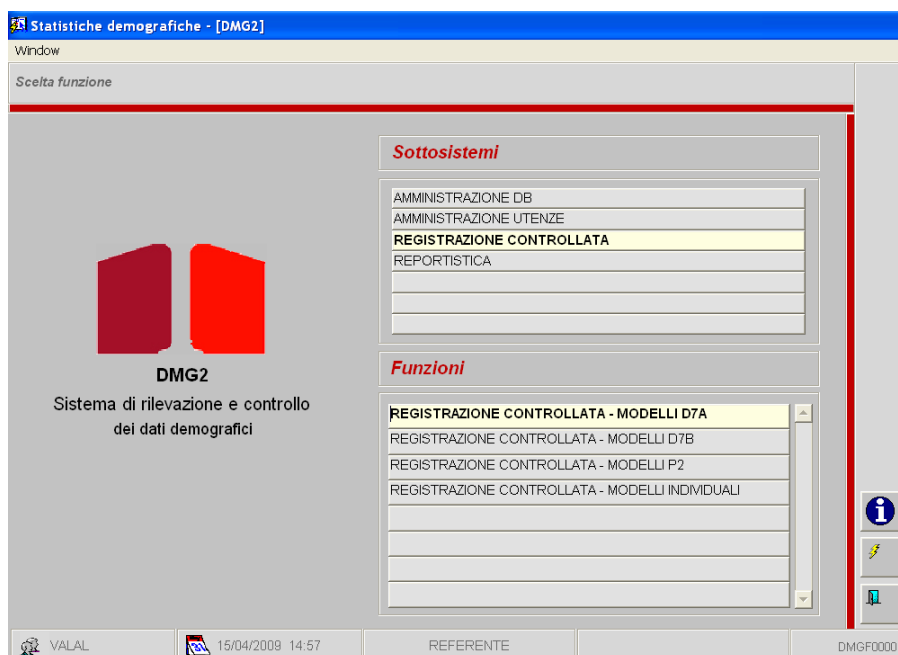 Statistiche demografiche - [DMG2]
Window
Scelta funzione
Sottosistemi
AMMINISTRAZIONE DB
AMMINISTRAZIONE UTENZE
REGISTRAZIONE CONTROLLATA
REPORTISTICA
DMG2
Sistema di rilevazione e controllo
dei dati demografici
Funzioni
REGISTRAZIONE CONTROLLATA - MODELLI D7A
REGISTRAZIONE CONTROLLATA - MODELLI D7B
REGISTRAZIONE CONTROLLATA - MODELLI P2
REGISTRAZIONE CONTROLLATA - MODELLI INDIVIDUALI
VALAL
15/04/2009 14:57
REFERENTE
DMGF0000